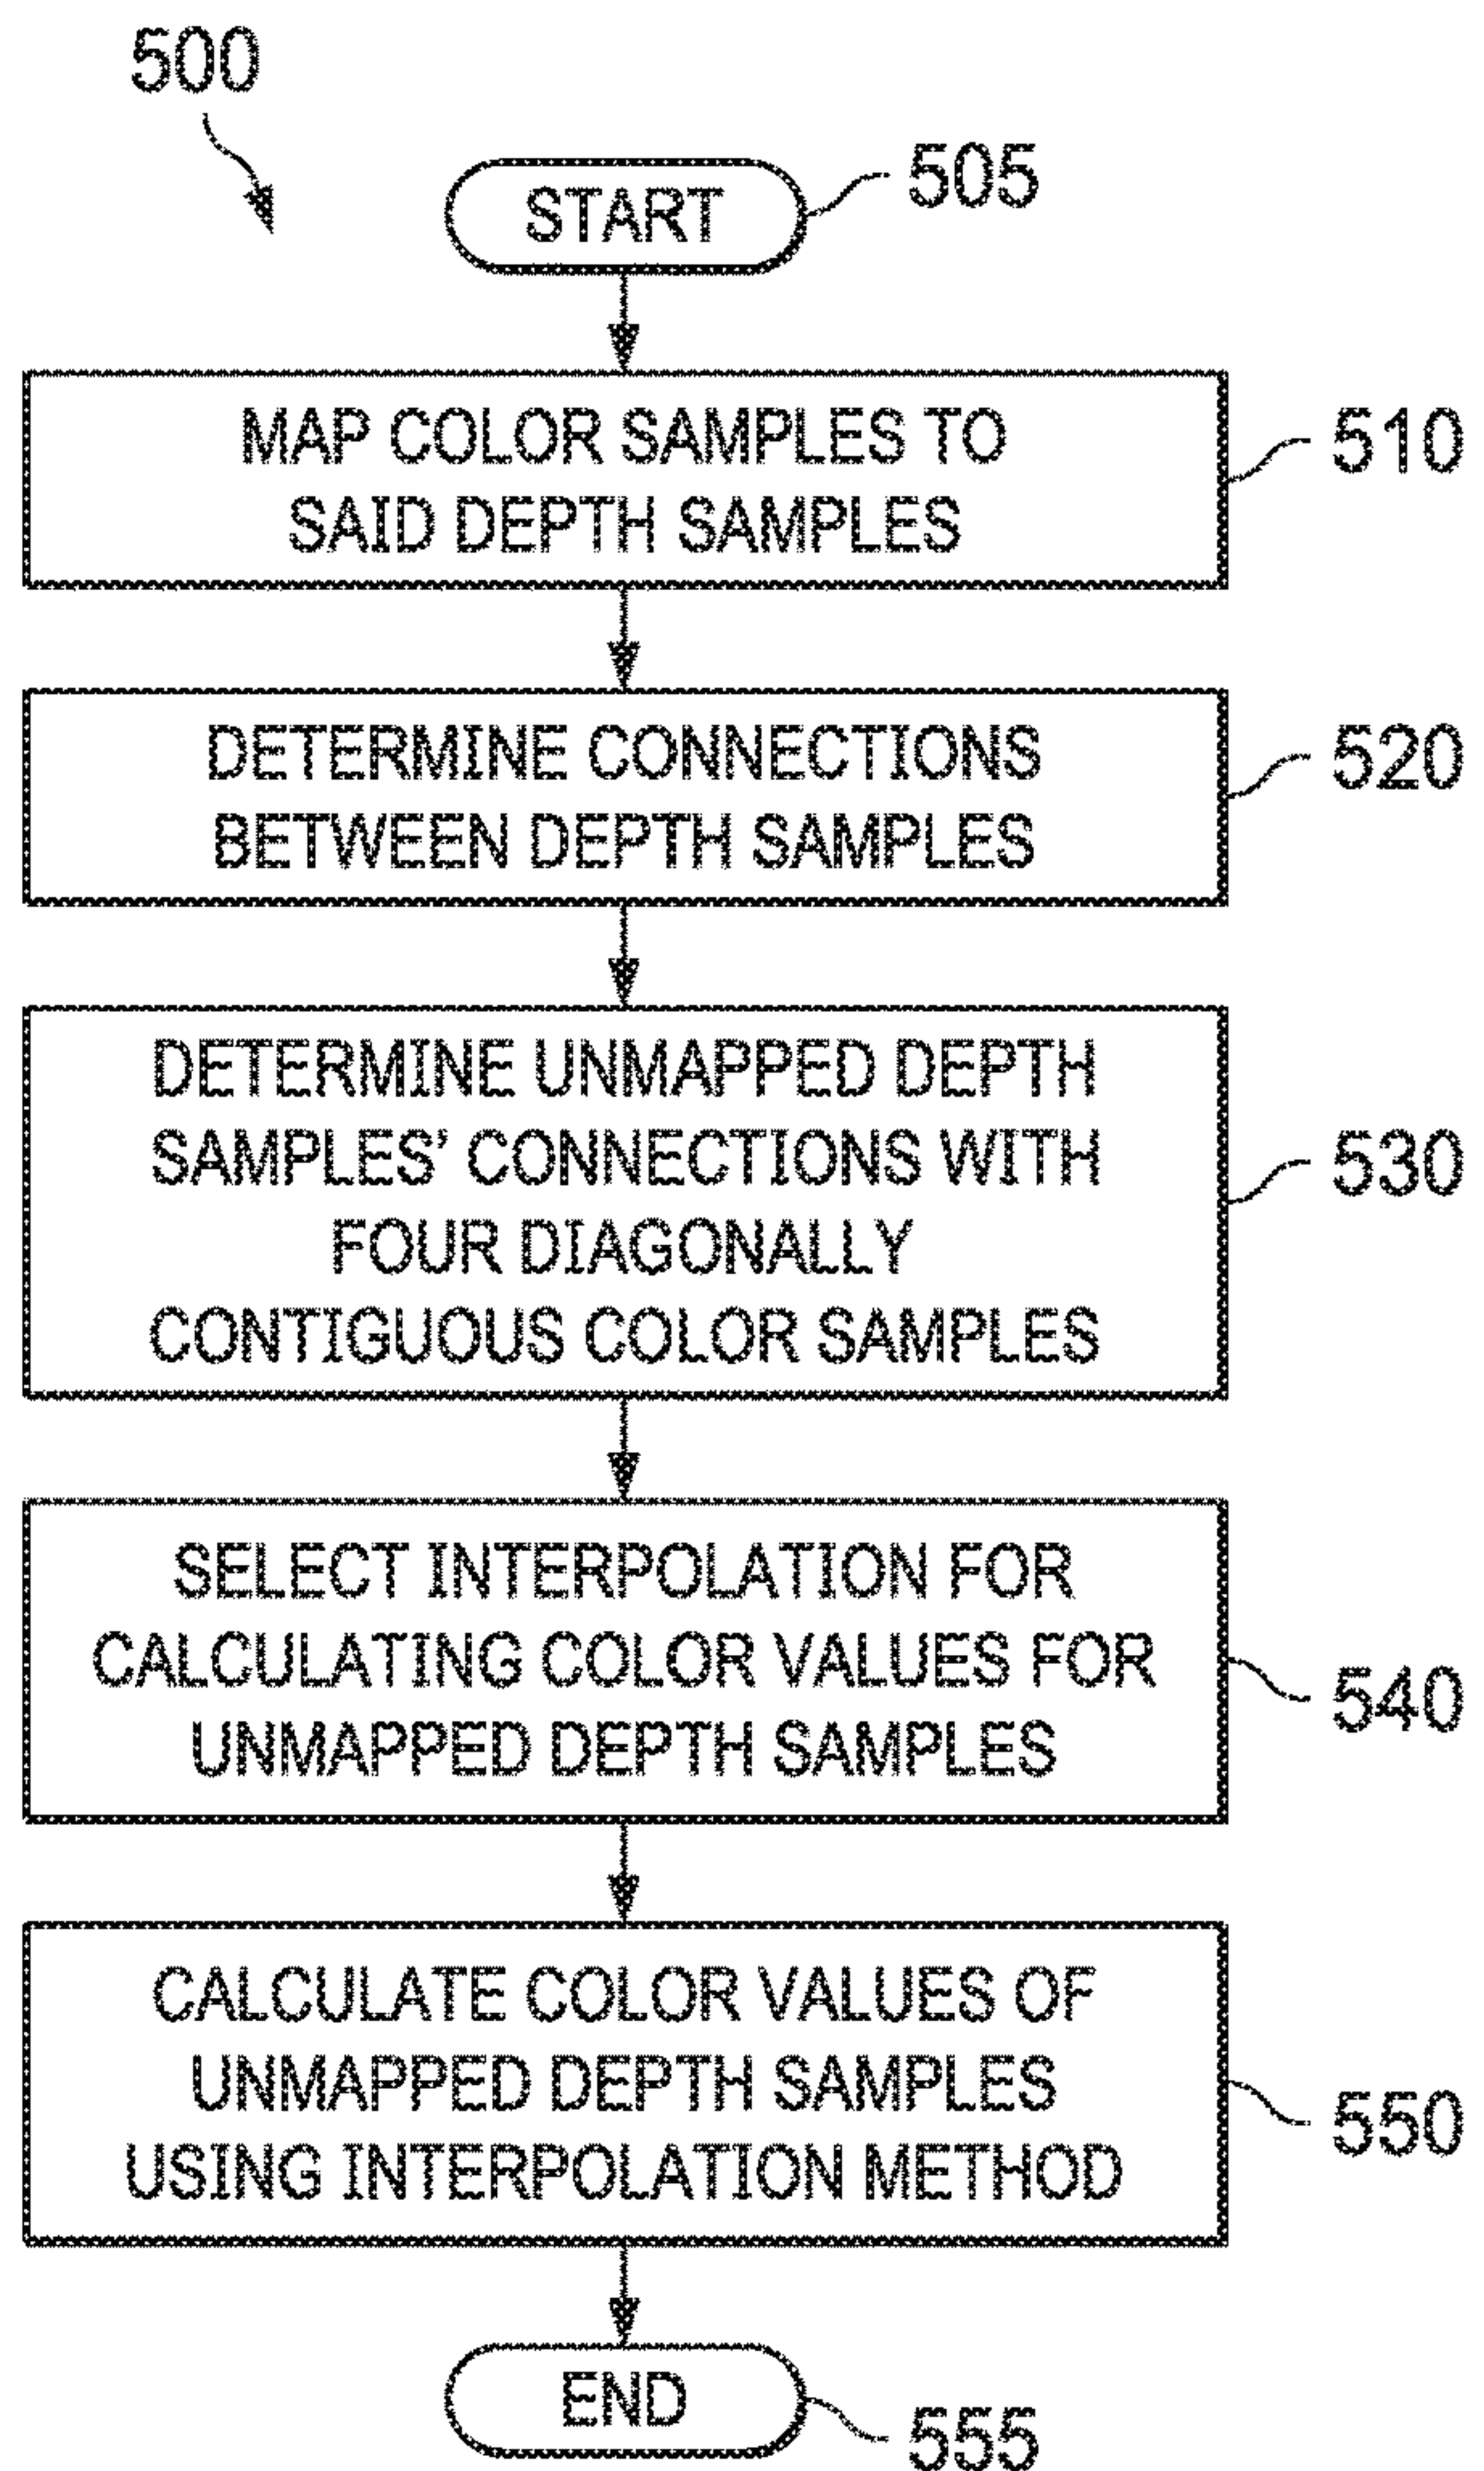 500
START
505
MAP COLOR SAMPLES TO
SAID DEPTH SAMPLES
510
DETERMINE CONNECTIONS
BETWEEN DEPTH SAMPLES
520
DETERMINE UNMAPPED DEPTH
SAMPLES' CONNECTIONS WITH
FOUR DIAGONALLY
CONTIGUOUS COLOR SAMPLES
530
SELECT INTERPOLATION FOR
CALCULATING COLOR VALUES FOR
UNMAPPED DEPTH SAMPLES
540
CALCULATE COLOR VALUES OF
UNMAPPED DEPTH SAMPLES
USING INTERPOLATION METHOD
550
END
555